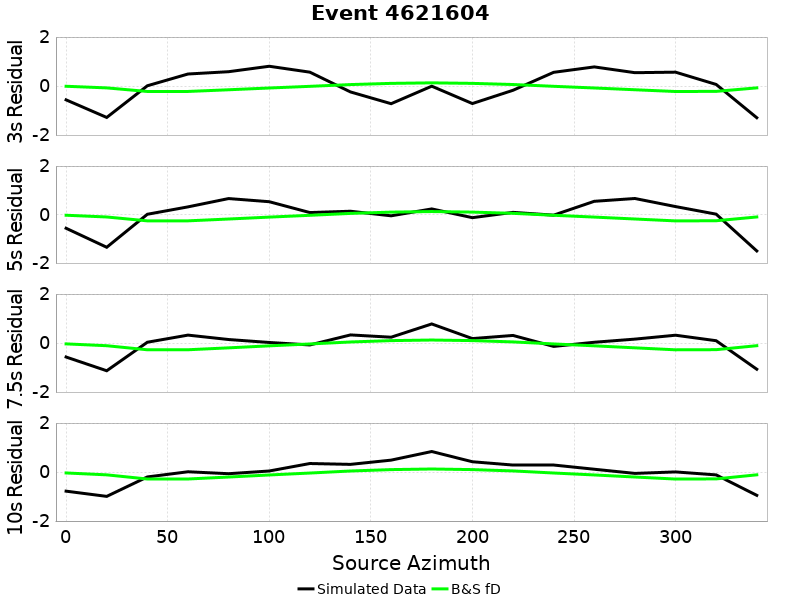 Event 4621604
3s Residual
2
0
-2
5s Residual
2
0
-2
7.5s Residual
2
0
-2
10s Residual
2
0
-2
0 50 100 150 200 250 300
Source Azimuth
Simulated Data B&S fD